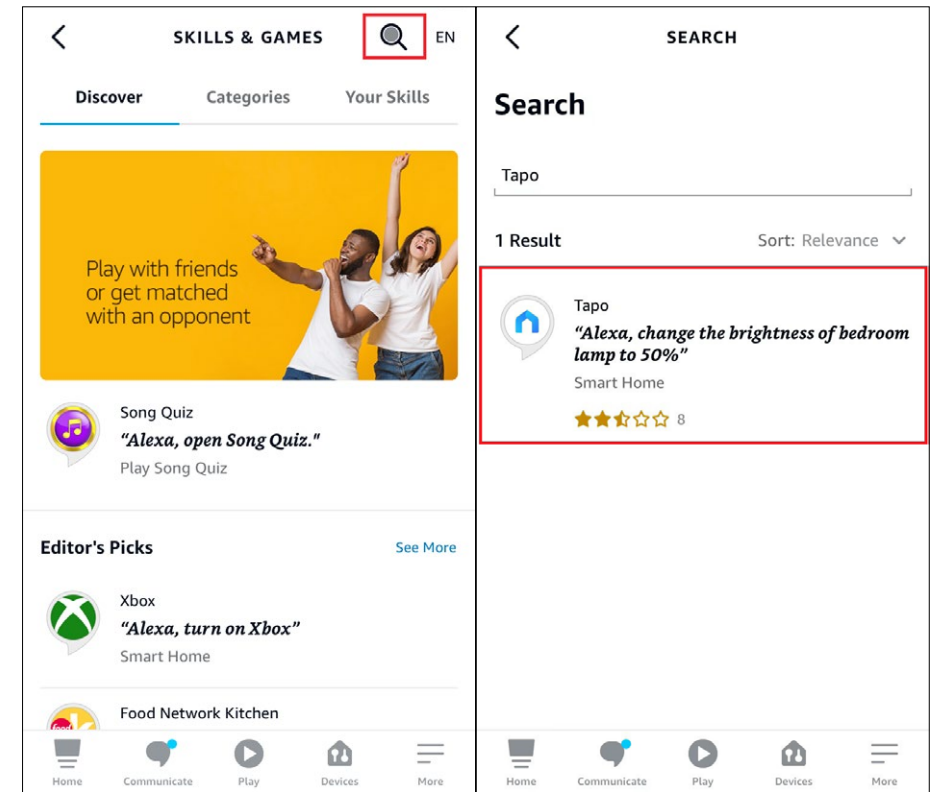 SKILLS & GAMES
EN
Discover
Categories
Your Skills
Play with friends
or get matched
with an opponent
Song Quiz
“Alexa, open Song Quiz."
Play Song Quiz
Editor's Picks
See More
Xbox
“Alexa, turn on Xbox”
Smart Home
Food Network Kitchen
food
Home
Communicate
Play
Devices
More
SEARCH
Search
Tapo
1 Result
Sort: Relevance
Tapo
“Alexa, change the brightness of bedroom
lamp to 50%”
Smart Home
8
Home
Communicate
Play
Devices
More